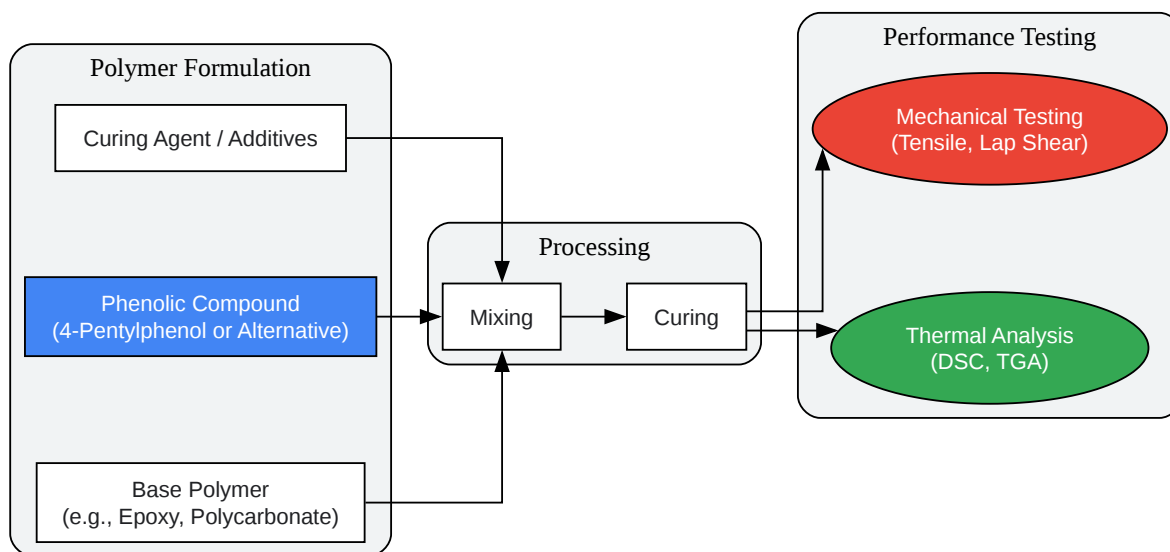 Polymer Formulation
Curing Agent / Additives
Phenolic Compound
(4-Pentylphenol or Alternative)
Base Polymer
(e.g., Epoxy, Polycarbonate)
Processing
Mixing
Curing
Performance Testing
Mechanical Testing
(Tensile, Lap Shear)
Thermal Analysis
(DSC, TGA)